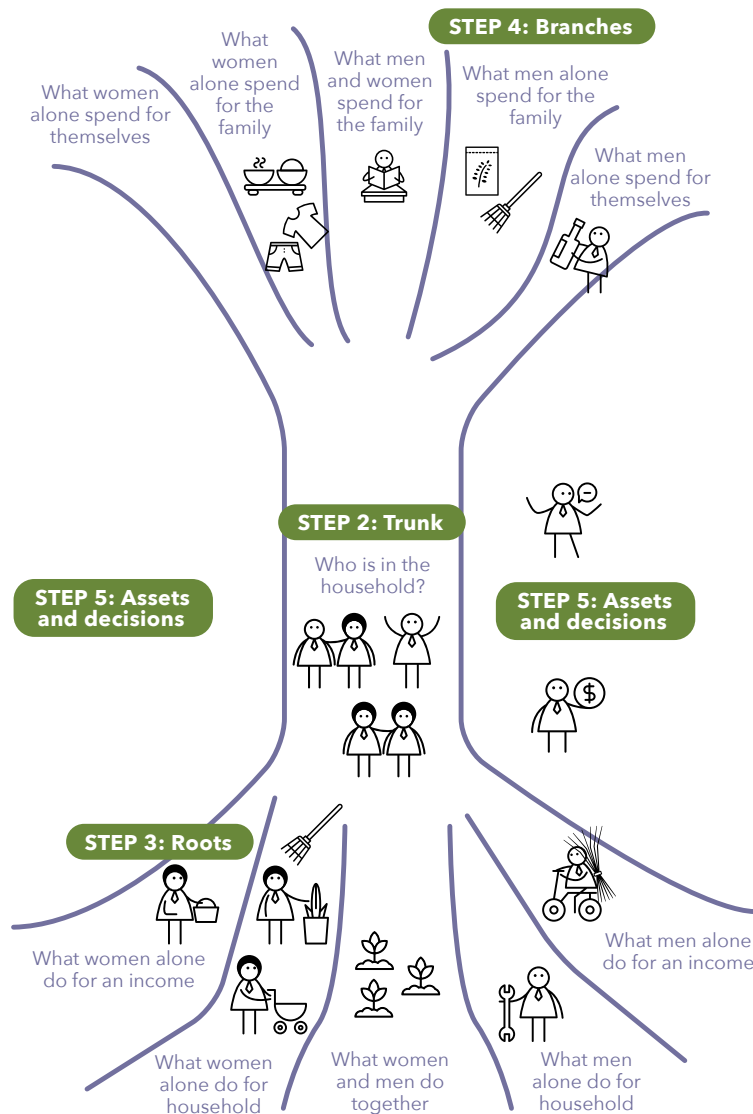 STEP 4: Branches
What women
alone spend for
themselves
What
women
alone spend
for the
family
What men
and women
spend for
the family
What men alone
spend for the
family
What men
alone spend for
themselves
STEP 2: Trunk
Who is in the
household?
STEP 5: Assets
and decisions
STEP 5: Assets
and decisions
$
STEP 3: Roots
What women alone
do for an income
What women
alone do for
household
What women
and men do
together
What men
alone do for
household
What men alone
do for an income